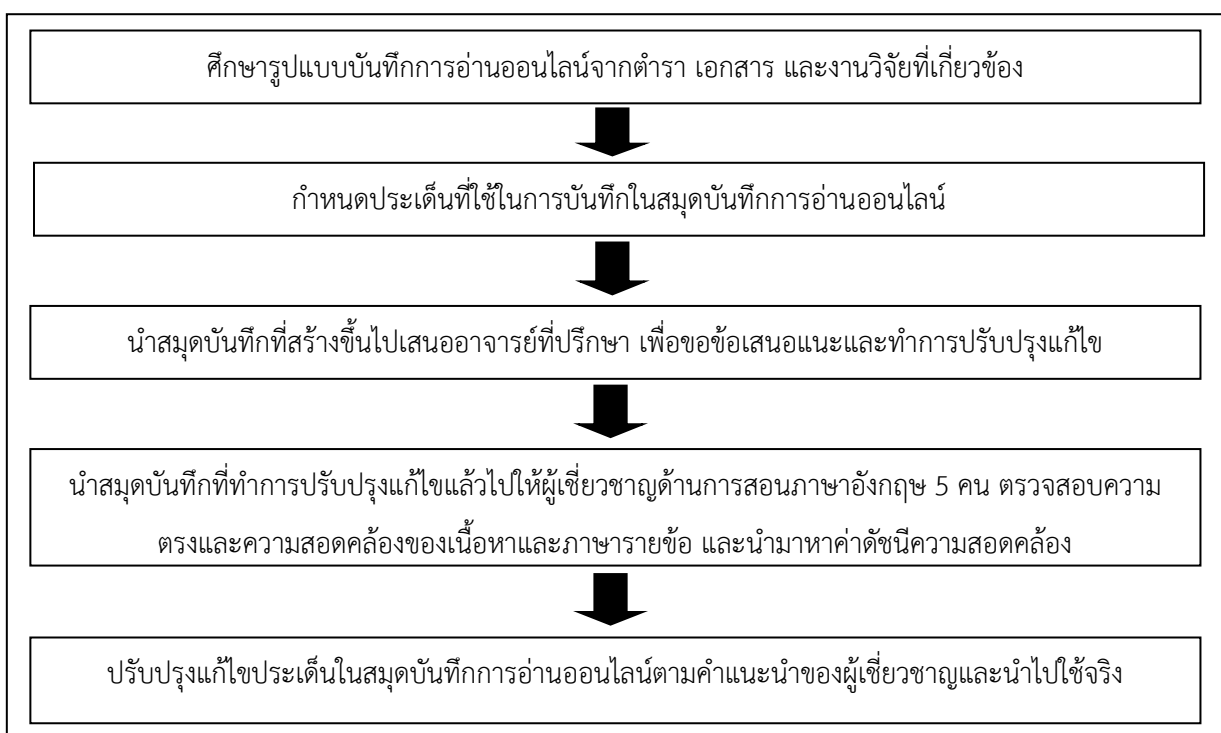 ศึกษารูปแบบบันทึกการอ่านออนไลน์จากตำรา เอกสาร และงานวิจัยที่เกี่ยวข้อง
กำหนดประเด็นที่ใช้ในการบันทึกในสมุดบันทึกการอ่านออนไลน์
นำสมุดบันทึกที่สร้างขึ้นไปเสนออาจารย์ที่ปรึกษา เพื่อขอข้อเสนอแนะและทำการปรับปรุงแก้ไข
นำสมุดบันทึกที่ทำการปรับปรุงแก้ไขแล้วไปให้ผู้เชี่ยวชาญด้านการสอนภาษาอังกฤษ 5 คน ตรวจสอบความ
ตรงและความสอดคล้องของเนื้อหาและภาษารายข้อ และนำมาหาค่าดัชนีความสอดคล้อง
ปรับปรุงแก้ไขประเด็นในสมุดบันทึกการอ่านออนไลน์ตามคำแนะนำของผู้เชี่ยวชาญและนำไปใช้จริง